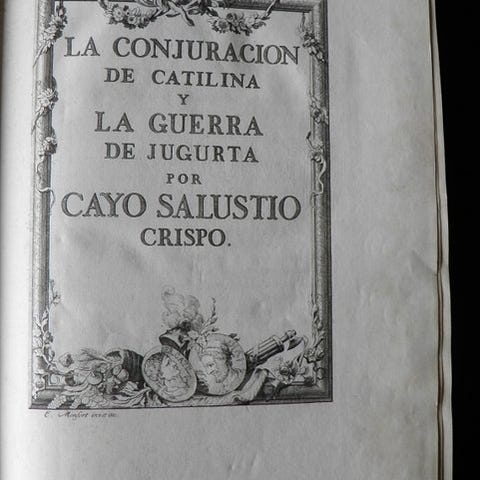 LA CONJURACION
DE CATILINA
Y
LA GUERRA
DE JUGURTA
POR
CAYO SALUSTIO
CRISPO.